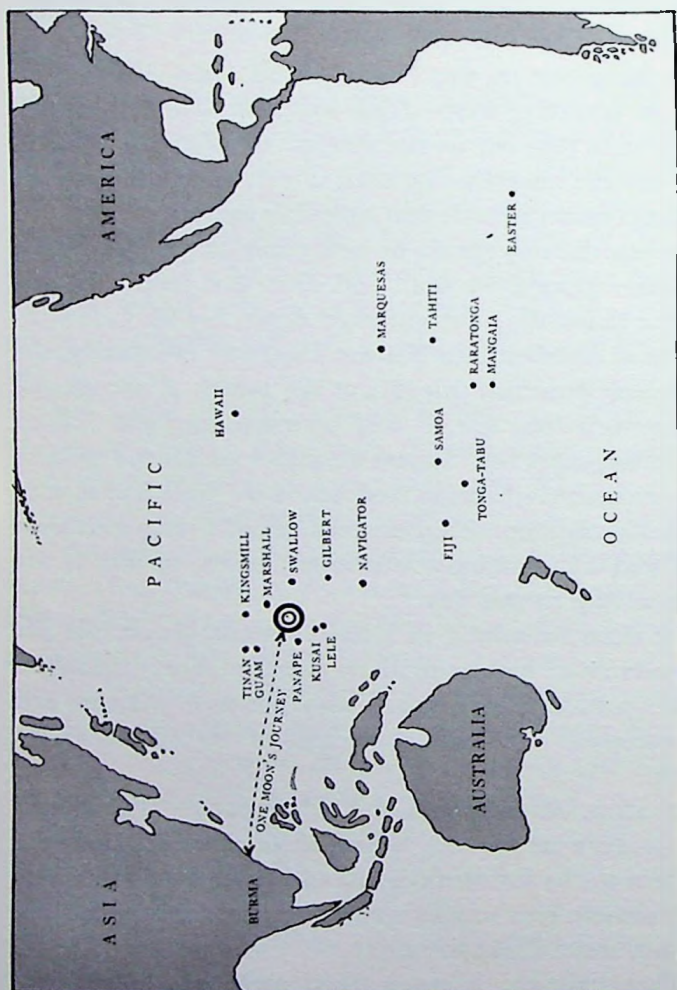 AMERICA
ASIA
PACIFIC
OCEAN
HAWAII
KINGSMILL
MARSHALL
SWALLOW
GILBERT
NAVIGATOR
TINAN
GUAM
PANAPE
KUSAI
LELE
ONE MOON'S JOURNEY
BURMA
AUSTRALIA
MARQUESAS
TAHITI
RARATONGA
MANGAIA
SAMOA
TONGA-TABU
FIJI
EASTER